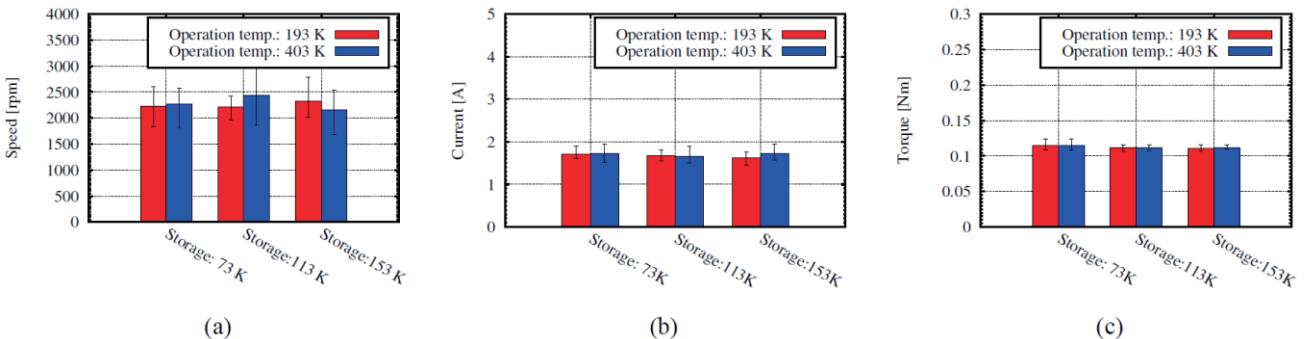 4000
3500
3000
2500
2000
1500
1000
500
0
Speed [rpm]
Operation temp.: 193 K
Operation temp.: 403 K
Storage: 73 K
Storage:113 K
Storage:153 K
(a)
5
4
3
2
1
0
Current [A]
Operation temp.: 193 K
Operation temp.: 403 K
Storage: 73K
Storage:113K
Storage:153K
(b)
0.3
0.25
0.2
0.15
0.1
0.05
0
Torque [Nm]
Operation temp.: 193 K
Operation temp.: 403 K
Storage: 73K
Storage:113K
Storage:153K
(c)